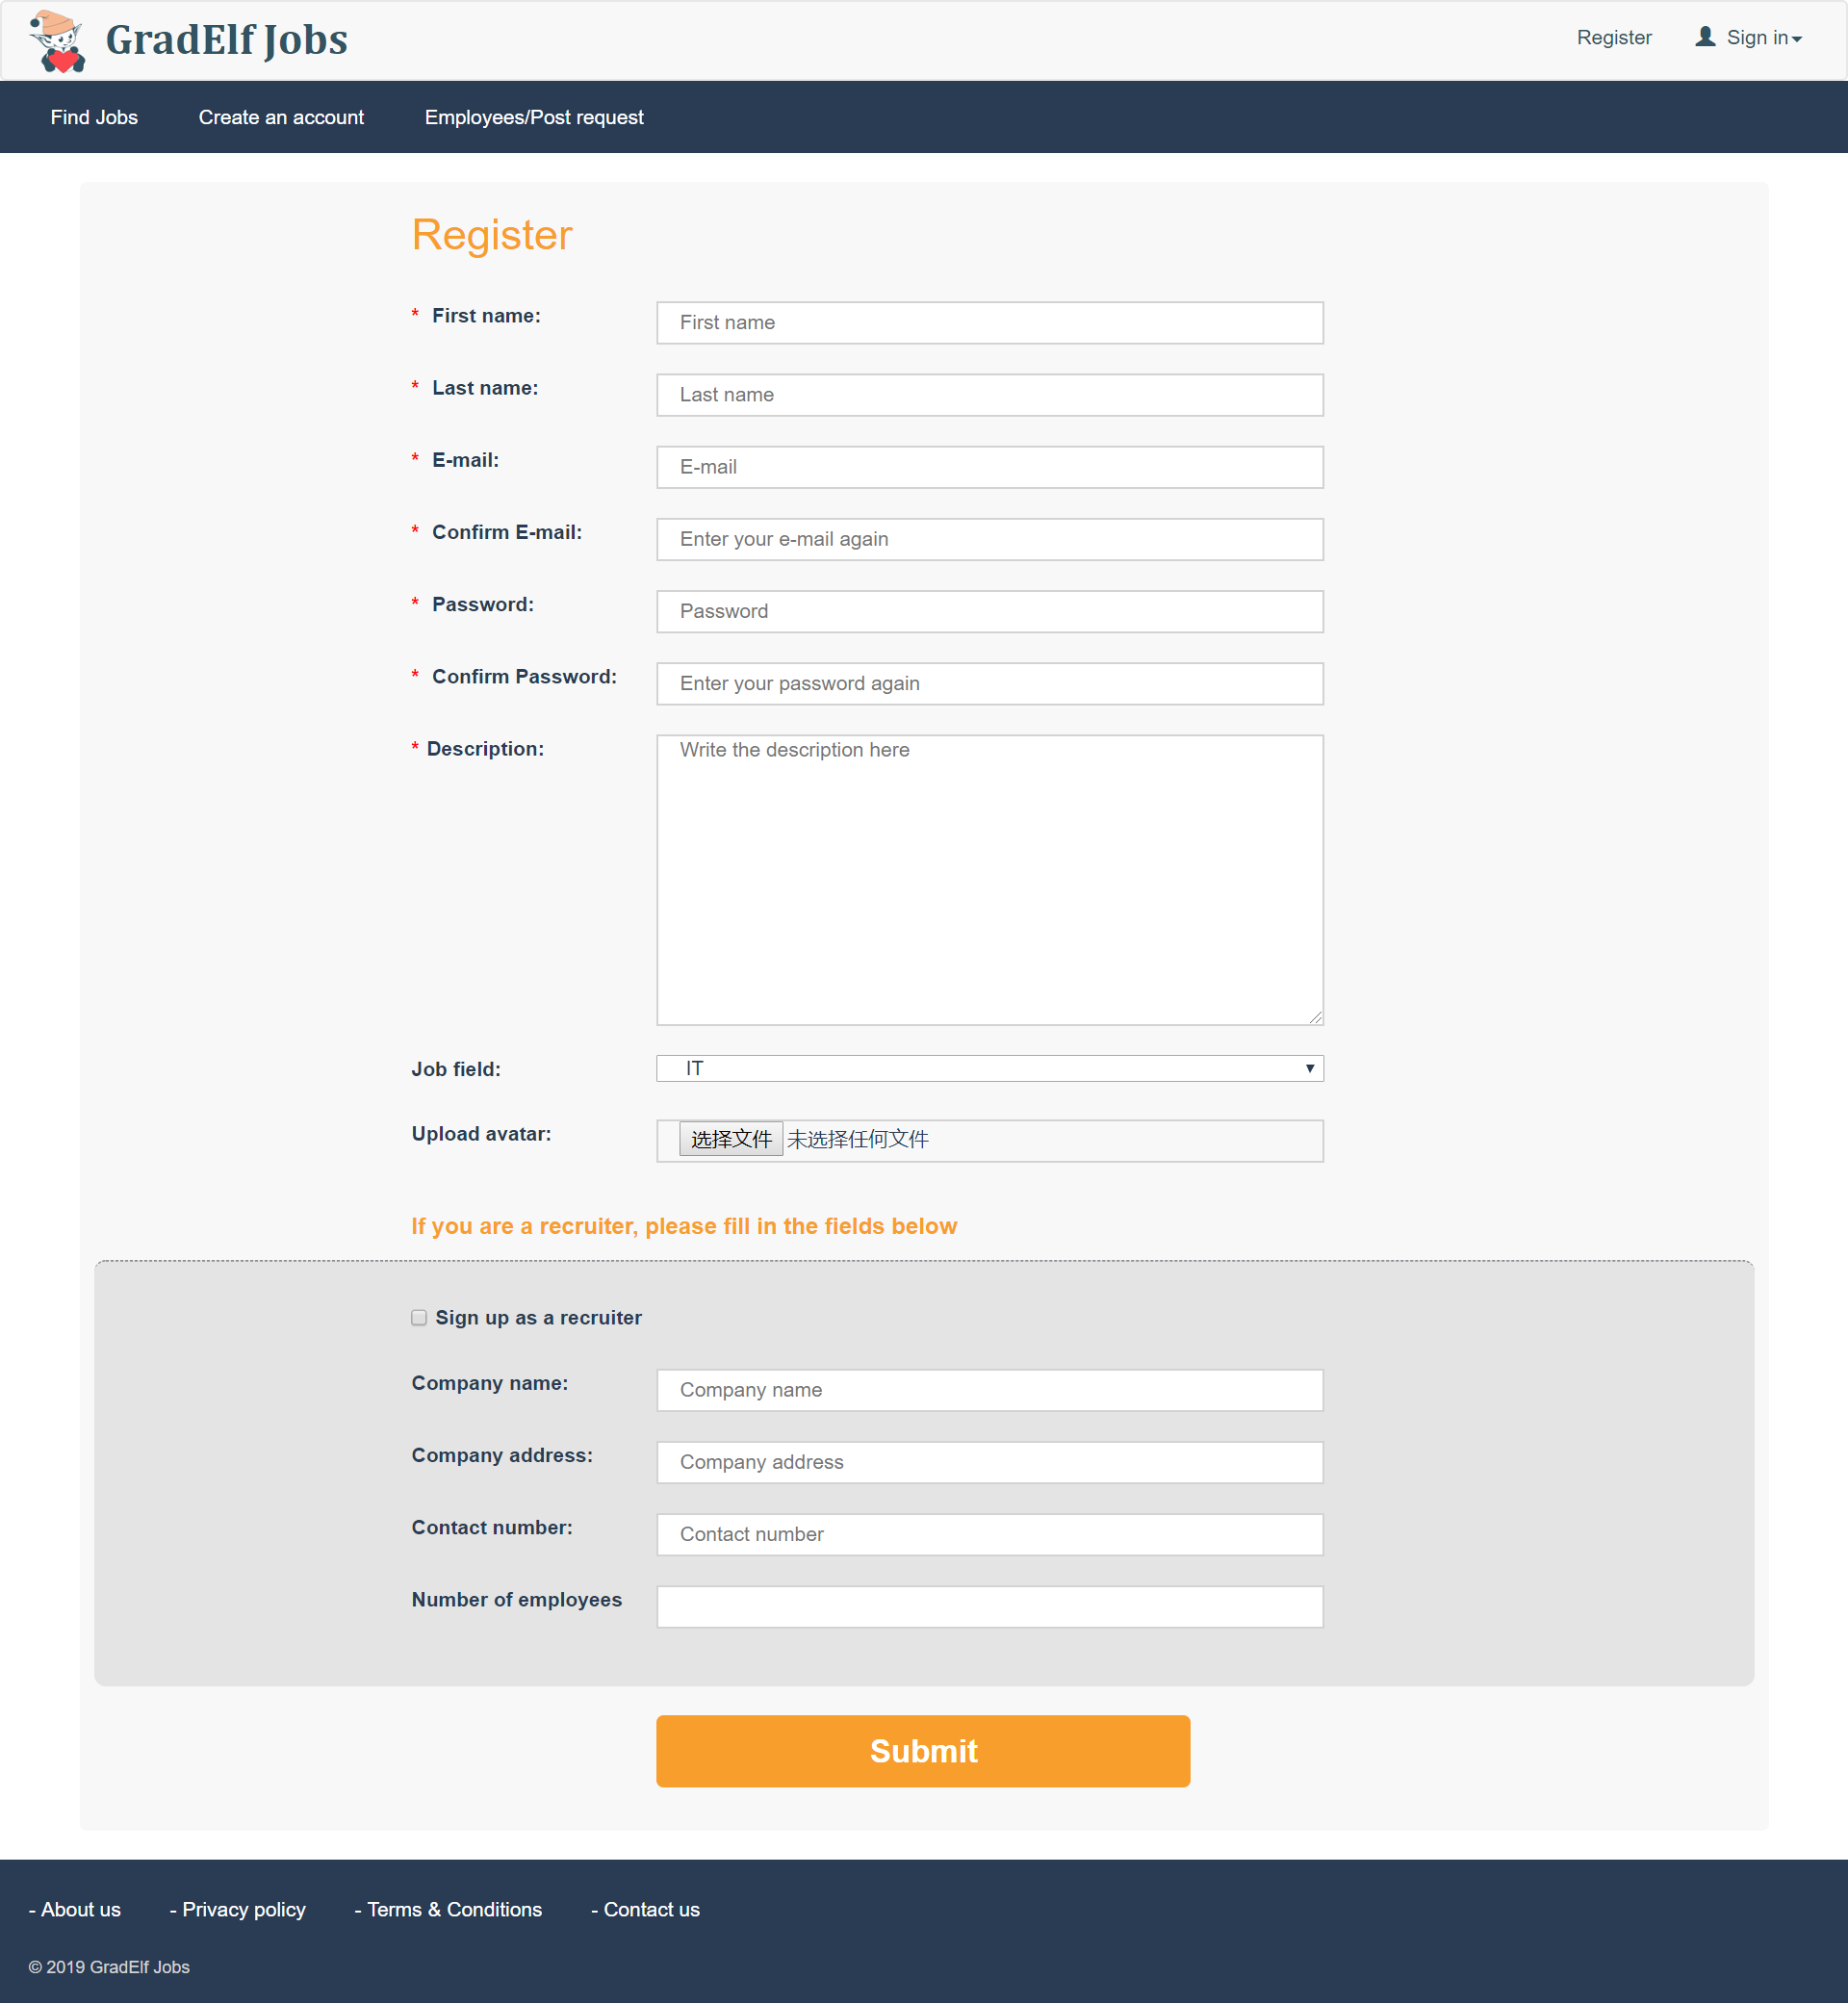 GradElf Jobs
Register
Sign in
Find Jobs
Create an account
Employees/Post request
Register
* First name:
First name
* Last name:
Last name
* E-mail:
E-mail
* Confirm E-mail:
Enter your e-mail again
* Password:
Password
* Confirm Password:
Enter your password again
* Description:
Write the description here
Job field:
IT
Upload avatar:
选择文件 未选择任何文件
If you are a recruiter, please fill in the fields below
Sign up as a recruiter
Company name:
Company name
Company address:
Company address
Contact number:
Contact number
Number of employees
Submit
- About us
- Privacy policy
- Terms & Conditions
- Contact us
© 2019 GradElf Jobs